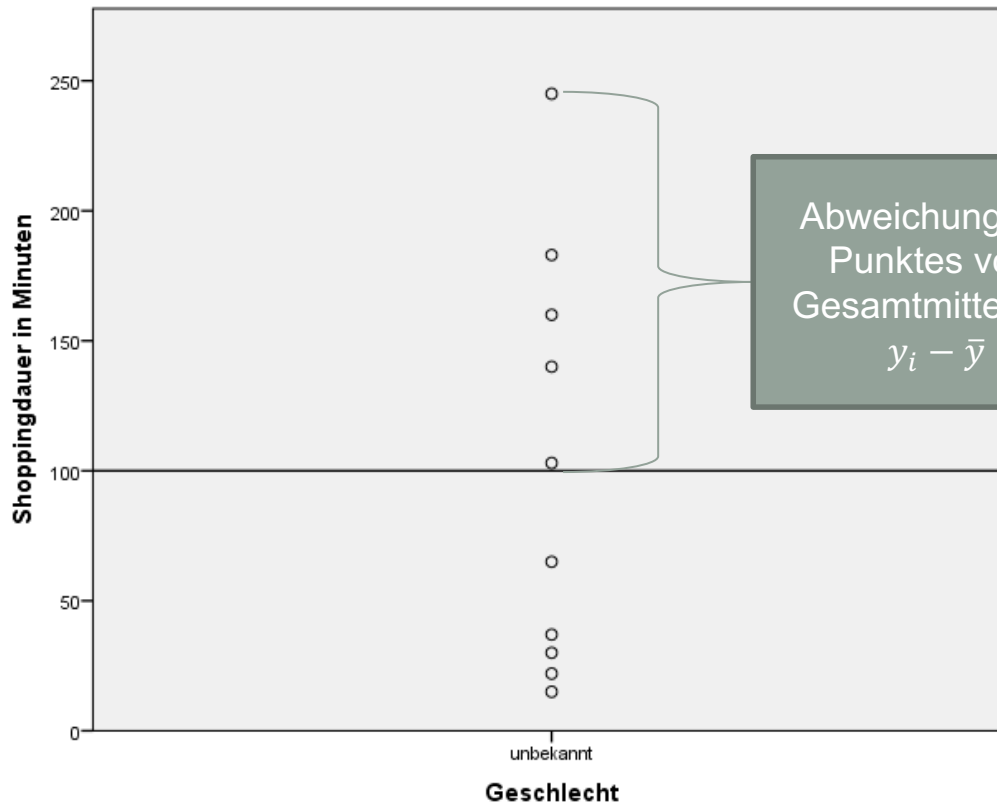 250
200
150
100
50
0
Shoppingdauer in Minuten
unbekannt
Geschlecht
Abweichung
Punktes
Gesamtmitte
yᵢ − ȳ